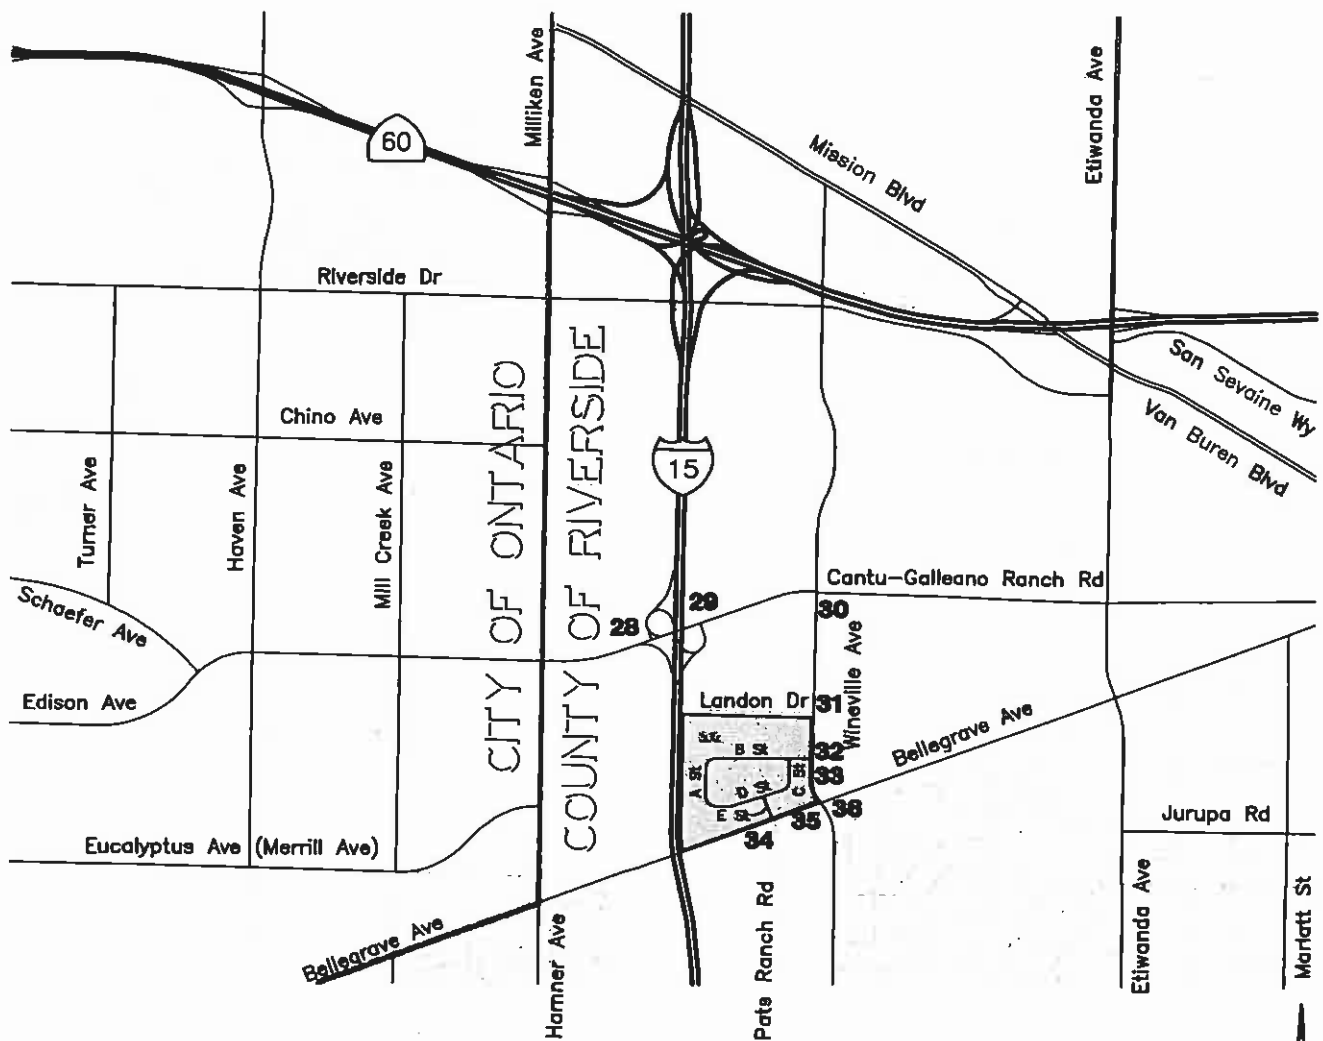 Milliken Ave
Etiwanda Ave
60
Mission Blvd
Riverside Dr
San Sevaine Wy
Van Buren Blvd
Chino Ave
CITY OF ONTARIO
COUNTY OF RIVERSIDE
15
Turner Ave
Haven Ave
Mill Creek Ave
Schaefer Ave
Cantu-Galleano Ranch Rd
28
29
30
Wineville Ave
Edison Ave
Landon Dr
31
Bellegrave Ave
B St
32
A St
D St
C St
33
E St
34
35
36
Jurupa Rd
Eucalyptus Ave (Merrill Ave)
Bellegrave Ave
Hamner Ave
Pats Ranch Rd
Etiwanda Ave
Marlatt St